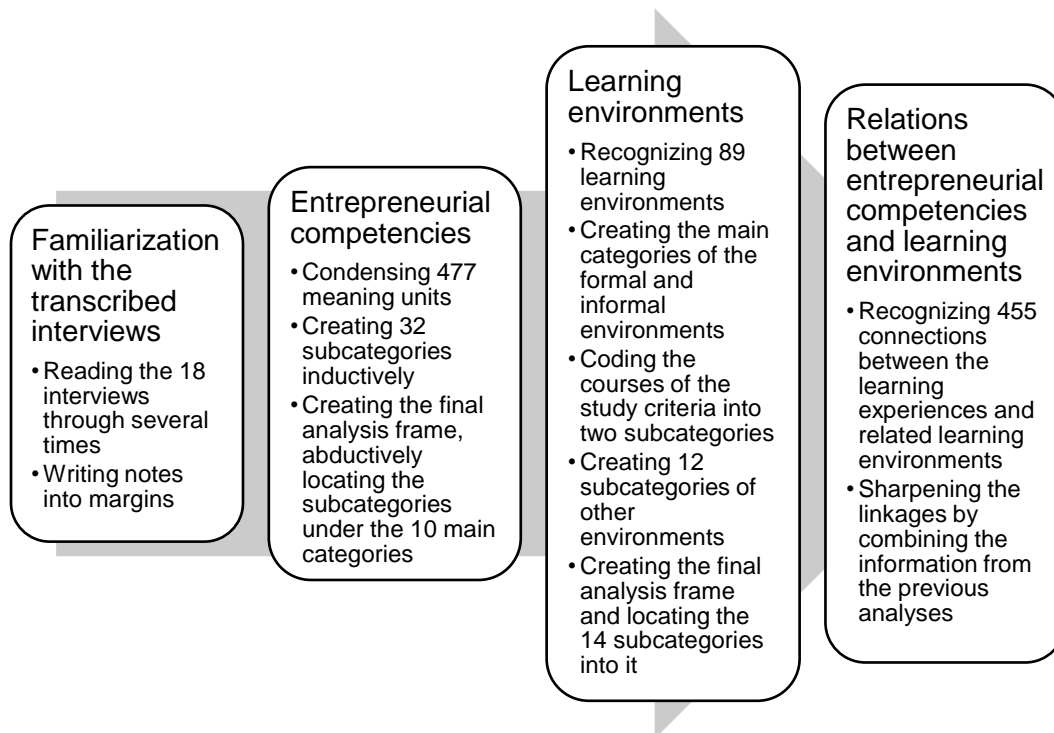 Familiarization
with the
transcribed
interviews
• Reading the 18
interviews
through several
times
• Writing notes
into margins
Entrepreneurial
competencies
• Condensing 477
meaning units
• Creating 32
subcategories
inductively
• Creating the final
analysis frame,
abductively
locating the
subcategories
under the 10 main
categories
Learning
environments
• Recognizing 89
learning
environments
• Creating the main
categories of the
formal and
informal
environments
• Coding the
courses of the
study criteria into
two subcategories
• Creating 12
subcategories of
other
environments
• Creating the final
analysis frame
and locating the
14 subcategories
into it
Relations
between
entrepreneurial
competencies
and learning
environments
• Recognizing 455
connections
between the
learning
experiences and
related learning
environments
• Sharpening the
linkages by
combining the
information from
the previous
analyses